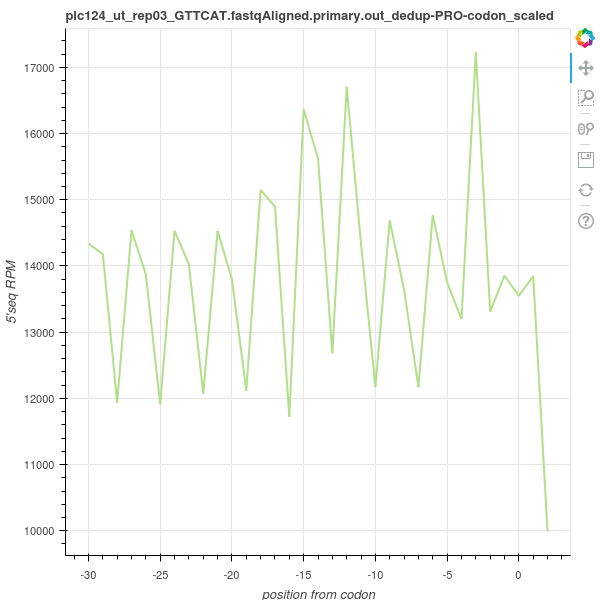 plc124_ut_rep03_GTTCAT.fastqAligned.primary.out_dedup-PRO-codon_scaled
17000
16000
15000
14000
13000
12000
11000
10000
5'seq RPM
-30 -25 -20 -15 -10 -5 0
position from codon